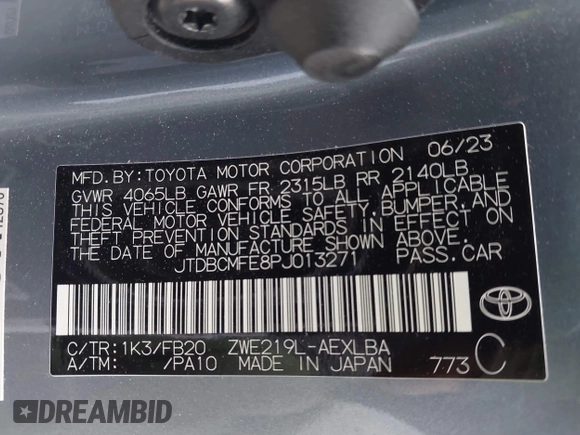 MFD.BY:TOYOTA MOTOR CORPORATION 06/23
GVWR 4065LB GAWR FR 2315LB RR 2140LB
THIS VEHICLE CONFORMS TO ALL APPLICABLE
FEDERAL MOTOR VEHICLE SAFETY,BUMPER,AND
THEFT PREVENTION STANDARDS IN EFFECT ON
THE DATE OF MANUFACTURE SHOWN ABOVE.
JTDBCMFE8PJ013271 PASS.CAR
C/TR:1K3/FB20 ZWE219L-AEXLBA
A/TM: /PA10 MADE IN JAPAN 773 C
DREAMBID